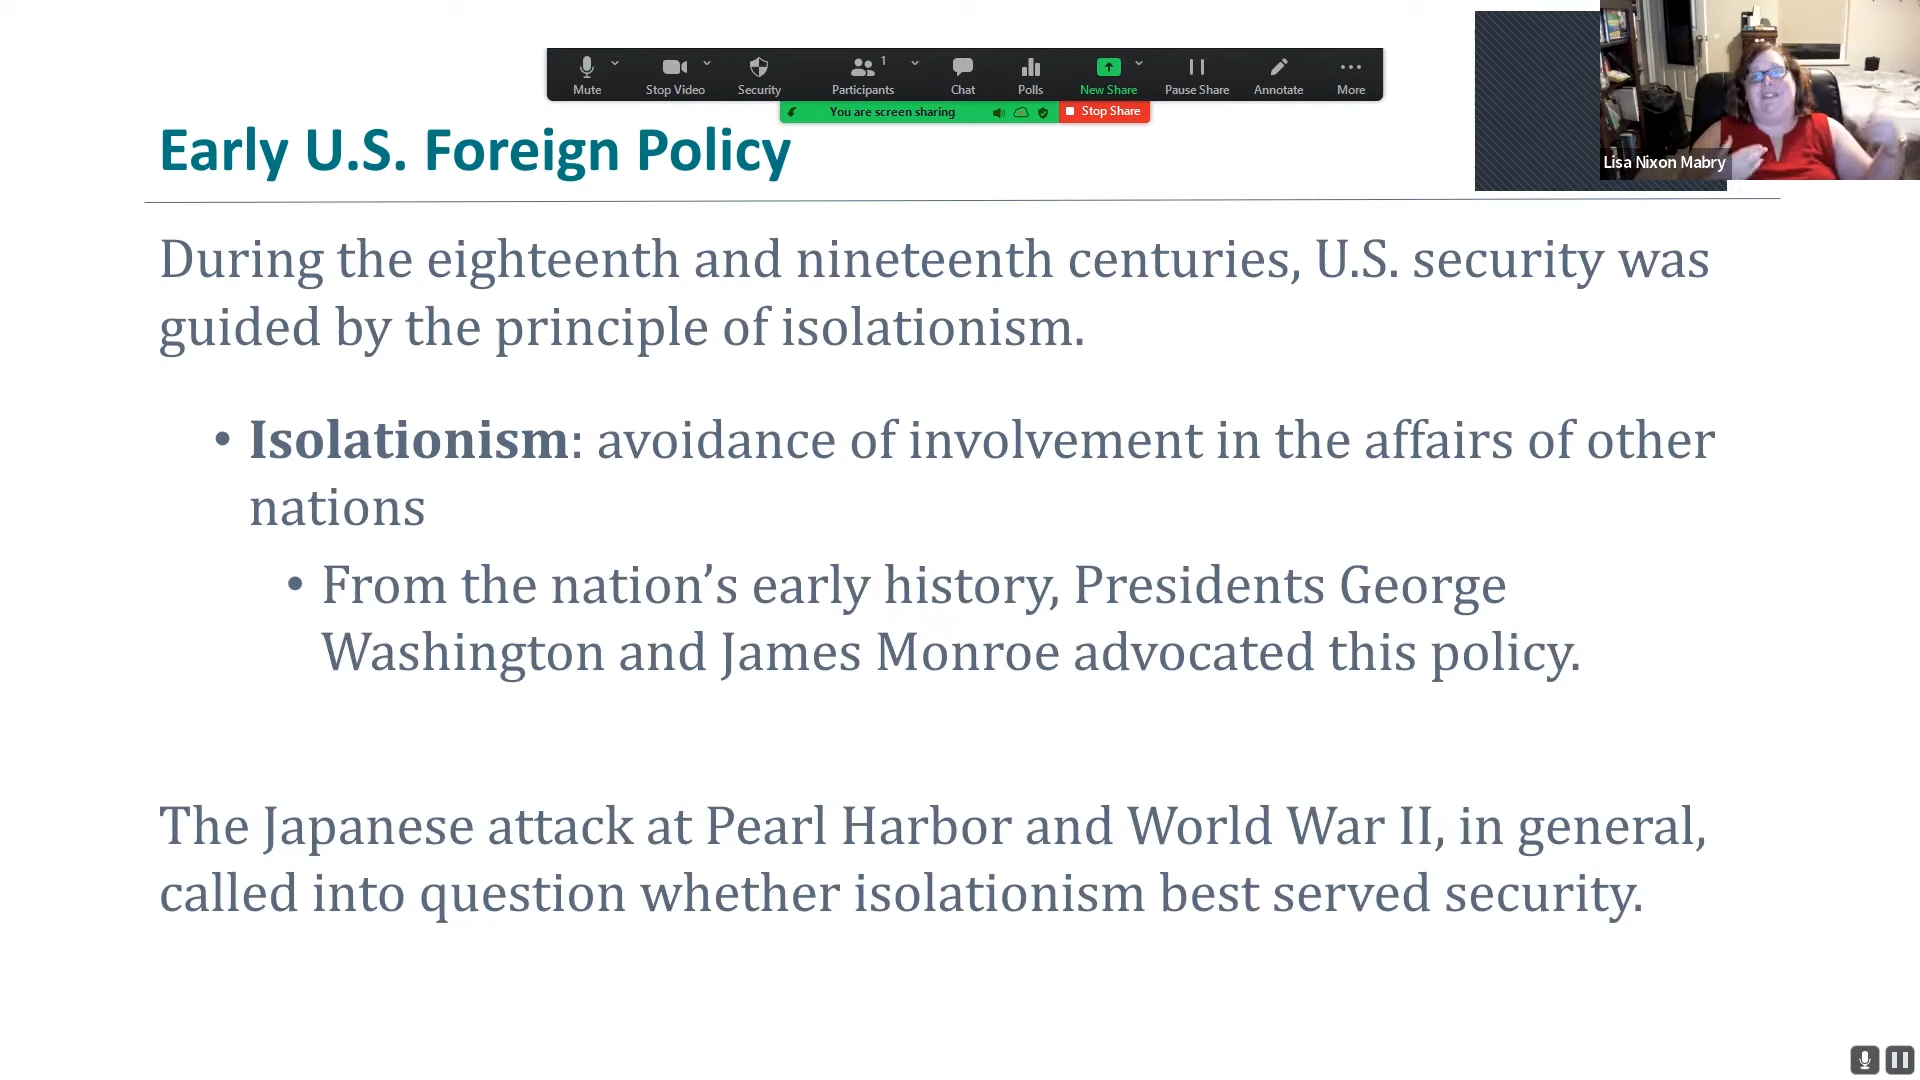 1
Mute
Stop Video
Security
Participants
Chat
Polls
New Share
Pause Share
Annotate
More
You are screen sharing
Stop Share
Lisa Nixon Mabry
Early U.S. Foreign Policy
During the eighteenth and nineteenth centuries, U.S. security was
guided by the principle of isolationism.
• Isolationism: avoidance of involvement in the affairs of other
nations
• From the nation’s early history, Presidents George
Washington and James Monroe advocated this policy.
The Japanese attack at Pearl Harbor and World War II, in general,
called into question whether isolationism best served security.